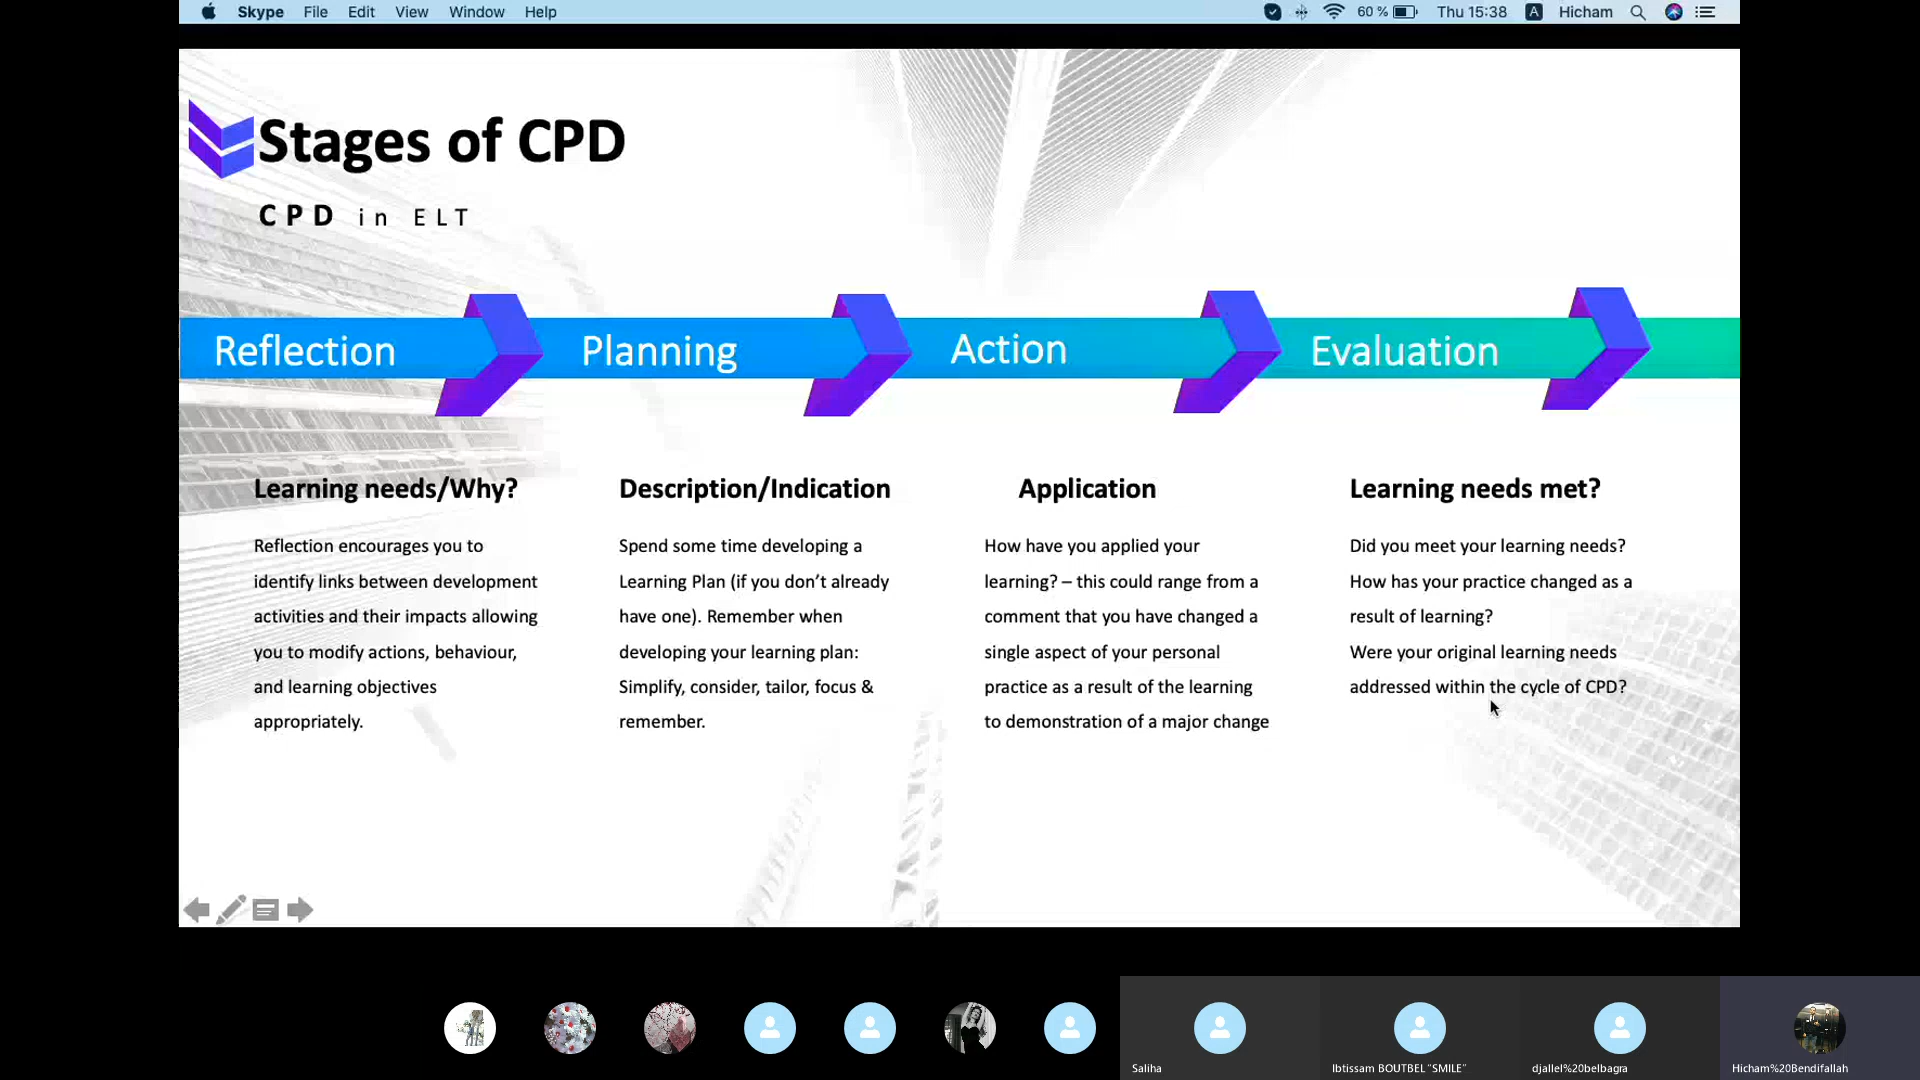 Skype File Edit View Window Help
60 % Thu 15:38 A Hicham
Stages of CPD
CPD in ELT
Reflection
Planning
Action
Evaluation
Learning needs/Why?
Reflection encourages you to
identify links between development
activities and their impacts allowing
you to modify actions, behaviour,
and learning objectives
appropriately.
Description/Indication
Spend some time developing a
Learning Plan (if you don’t already
have one). Remember when
developing your learning plan:
Simplify, consider, tailor, focus &
remember.
Application
How have you applied your
learning? – this could range from a
comment that you have changed a
single aspect of your personal
practice as a result of the learning
to demonstration of a major change
Learning needs met?
Did you meet your learning needs?
How has your practice changed as a
result of learning?
Were your original learning needs
addressed within the cycle of CPD?
Saliha
Ibtissam BOUTBEL "SMILE"
djallel%20belbagra
Hicham%20Bendifallah